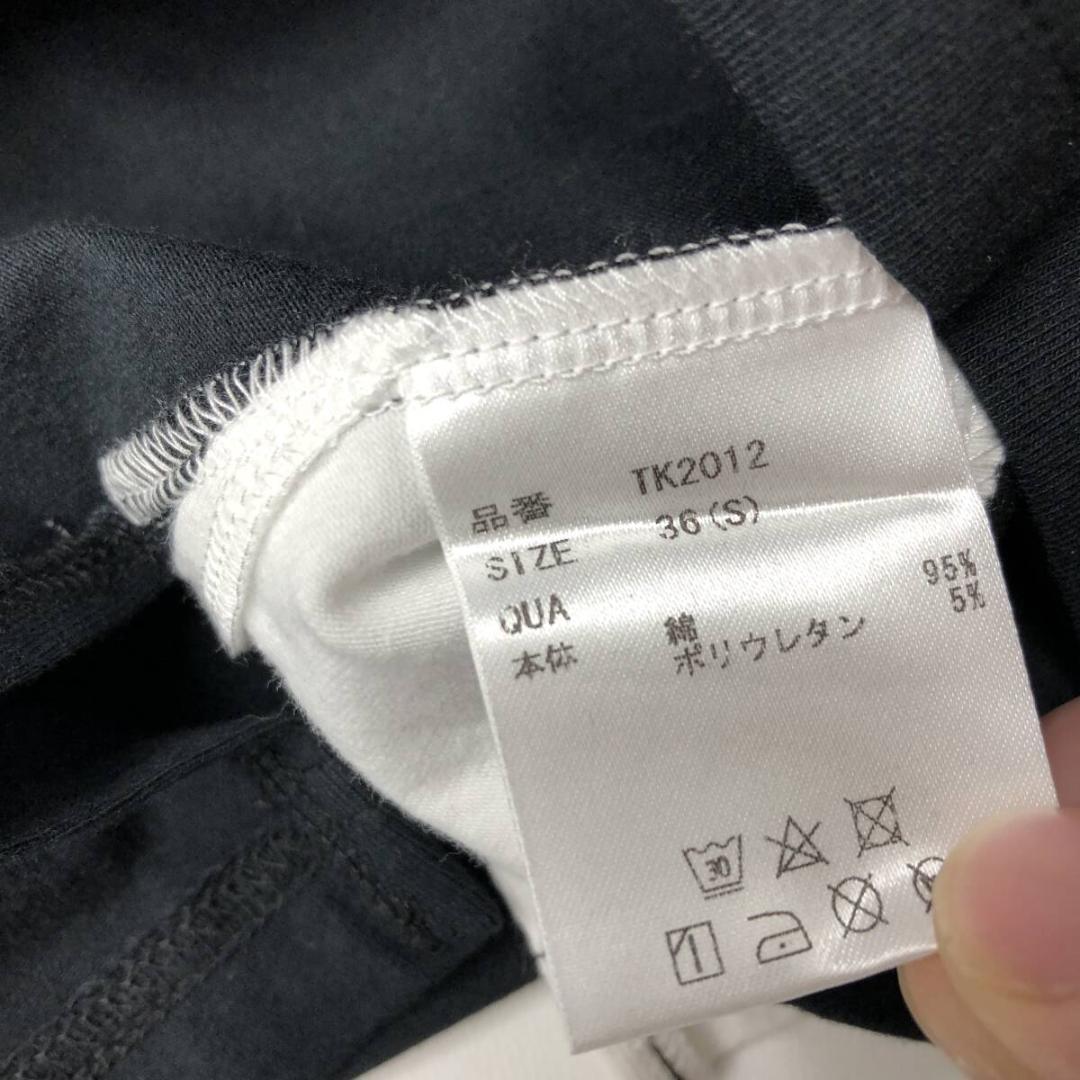 品番 TK2012
SIZE 36(S)
QUA
本体 綿 95%
ポリウレタン 5%
30